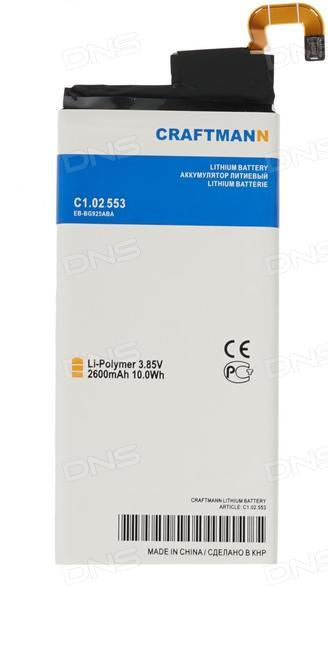 CRAFTMANN
LITHIUM BATTERY
АККУМУЛЯТОР ЛИТИЕВЫЙ
LITHIUM BATTERIE
C1.02 553
EB-BG925ABA
Li-Polymer 3.85V
2600mAh 10.0Wh
CE
РСТ
CRAFTMANN LITHIUM BATTERY
ARTICLE: C1.02.553
MADE IN CHINA / СДЕЛАНО В КНР
DNS